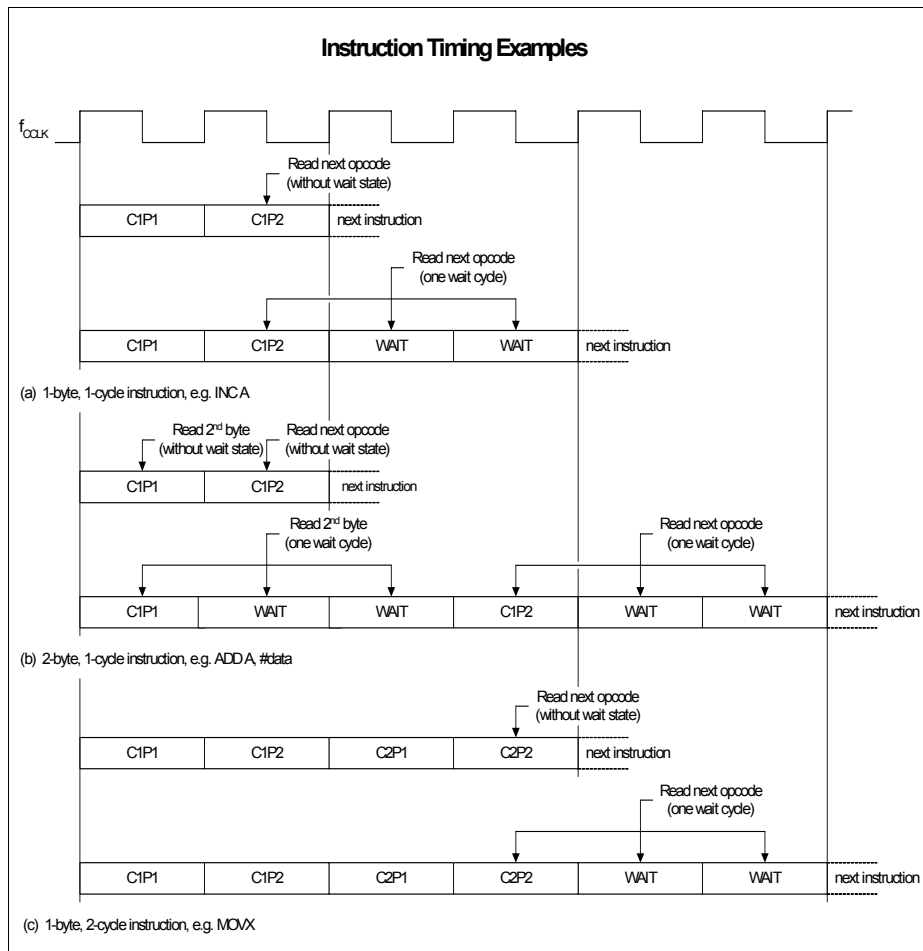 Instruction Timing Examples
fCCLK
Read next opcode
(without wait state)
C1P1 C1P2 next instruction
Read next opcode
(one wait cycle)
C1P1 C1P2 WAIT WAIT next instruction
(a) 1-byte, 1-cycle instruction, e.g. INC A
Read 2nd byte Read next opcode
(without wait state) (without wait state)
C1P1 C1P2 next instruction
Read 2nd byte Read next opcode
(one wait cycle) (one wait cycle)
C1P1 WAIT WAIT C1P2 WAIT WAIT next instruction
(b) 2-byte, 1-cycle instruction, e.g. ADD A, #data
Read next opcode
(without wait state)
C1P1 C1P2 C2P1 C2P2 next instruction
Read next opcode
(one wait cycle)
C1P1 C1P2 C2P1 C2P2 WAIT WAIT next instruction
(c) 1-byte, 2-cycle instruction, e.g. MOVX